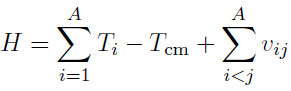 H = \sum_{i=1}^{A} T_i - T_{\mathrm{cm}} + \sum_{i<j}^{A} v_{ij}